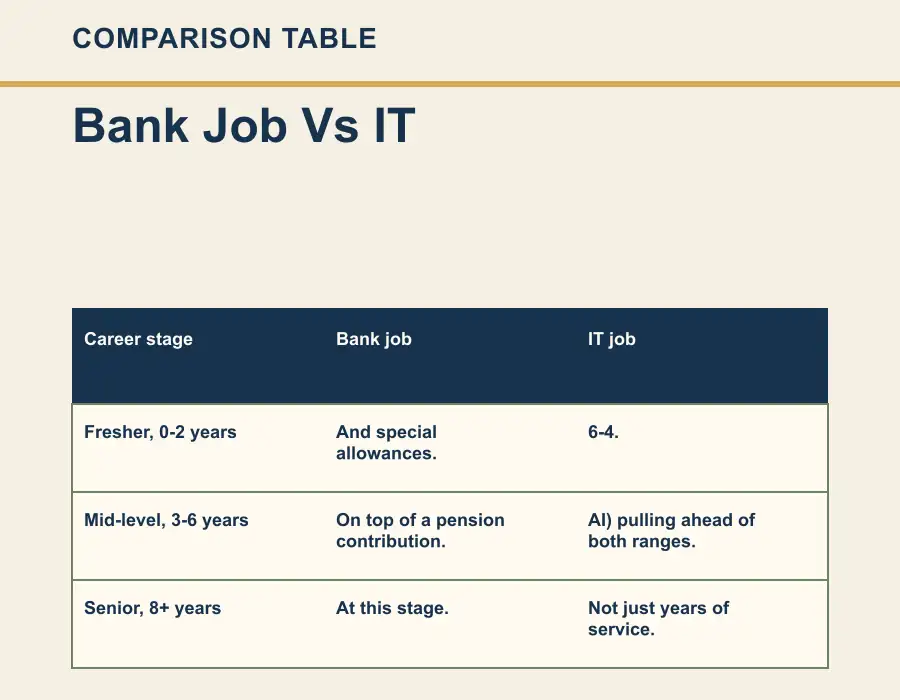 COMPARISON TABLE
Bank Job Vs IT
Career stage
Bank job
IT job
Fresher, 0-2 years
And special
allowances.
6-4.
Mid-level, 3-6 years
On top of a pension
contribution.
AI) pulling ahead of
both ranges.
Senior, 8+ years
At this stage.
Not just years of
service.